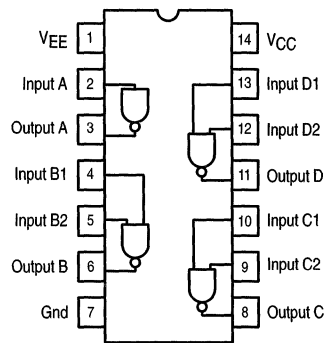 VEE 1 14 VCC
Input A 2 13 Input D1
Output A 3 12 Input D2
Input B1 4 11 Output D
Input B2 5 10 Input C1
Output B 6 9 Input C2
Gnd 7 8 Output C